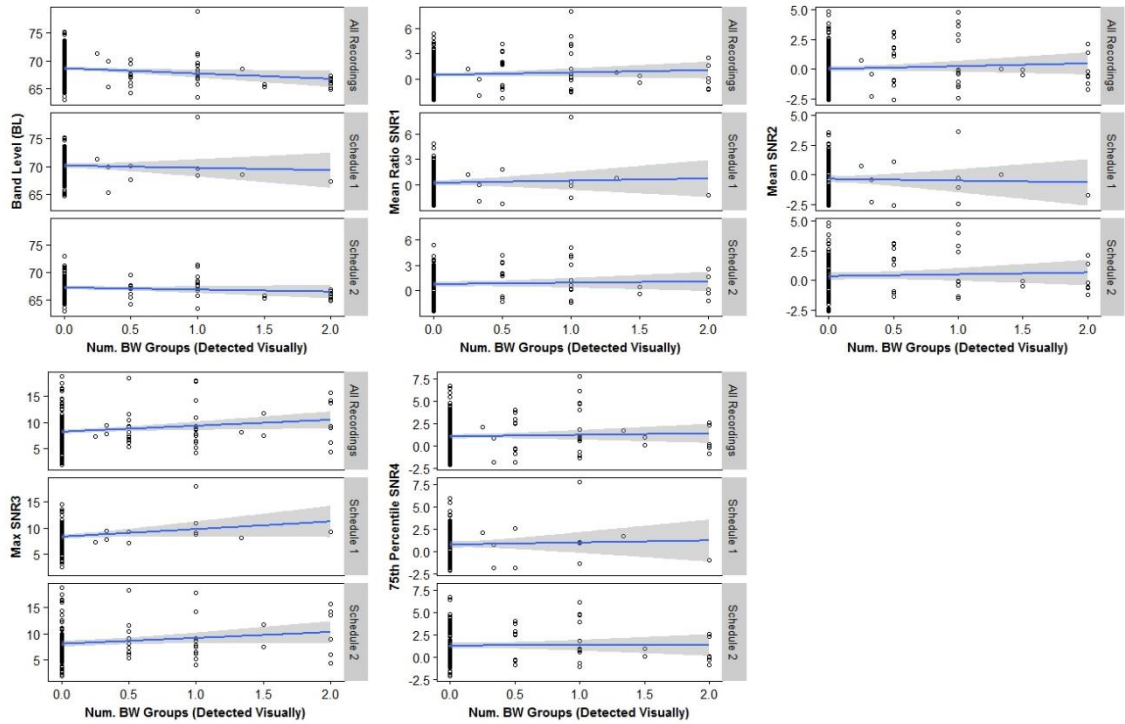 Band Level (BL)
75
70
65
All Recordings
75
70
65
Schedule 1
75
70
65
Schedule 2
0.0 0.5 1.0 1.5 2.0
Num. BW Groups (Detected Visually)
Mean Ratio SNR1
6
3
0
All Recordings
6
3
0
Schedule 1
6
3
0
Schedule 2
0.0 0.5 1.0 1.5 2.0
Num. BW Groups (Detected Visually)
Mean SNR2
5.0
2.5
0.0
-2.5
All Recordings
5.0
2.5
0.0
-2.5
Schedule 1
5.0
2.5
0.0
-2.5
Schedule 2
0.0 0.5 1.0 1.5 2.0
Num. BW Groups (Detected Visually)
Max SNR3
15
10
5
All Recordings
15
10
5
Schedule 1
15
10
5
Schedule 2
0.0 0.5 1.0 1.5 2.0
Num. BW Groups (Detected Visually)
75th Percentile SNR4
7.5
5.0
2.5
0.0
-2.5
All Recordings
7.5
5.0
2.5
0.0
-2.5
Schedule 1
7.5
5.0
2.5
0.0
-2.5
Schedule 2
0.0 0.5 1.0 1.5 2.0
Num. BW Groups (Detected Visually)